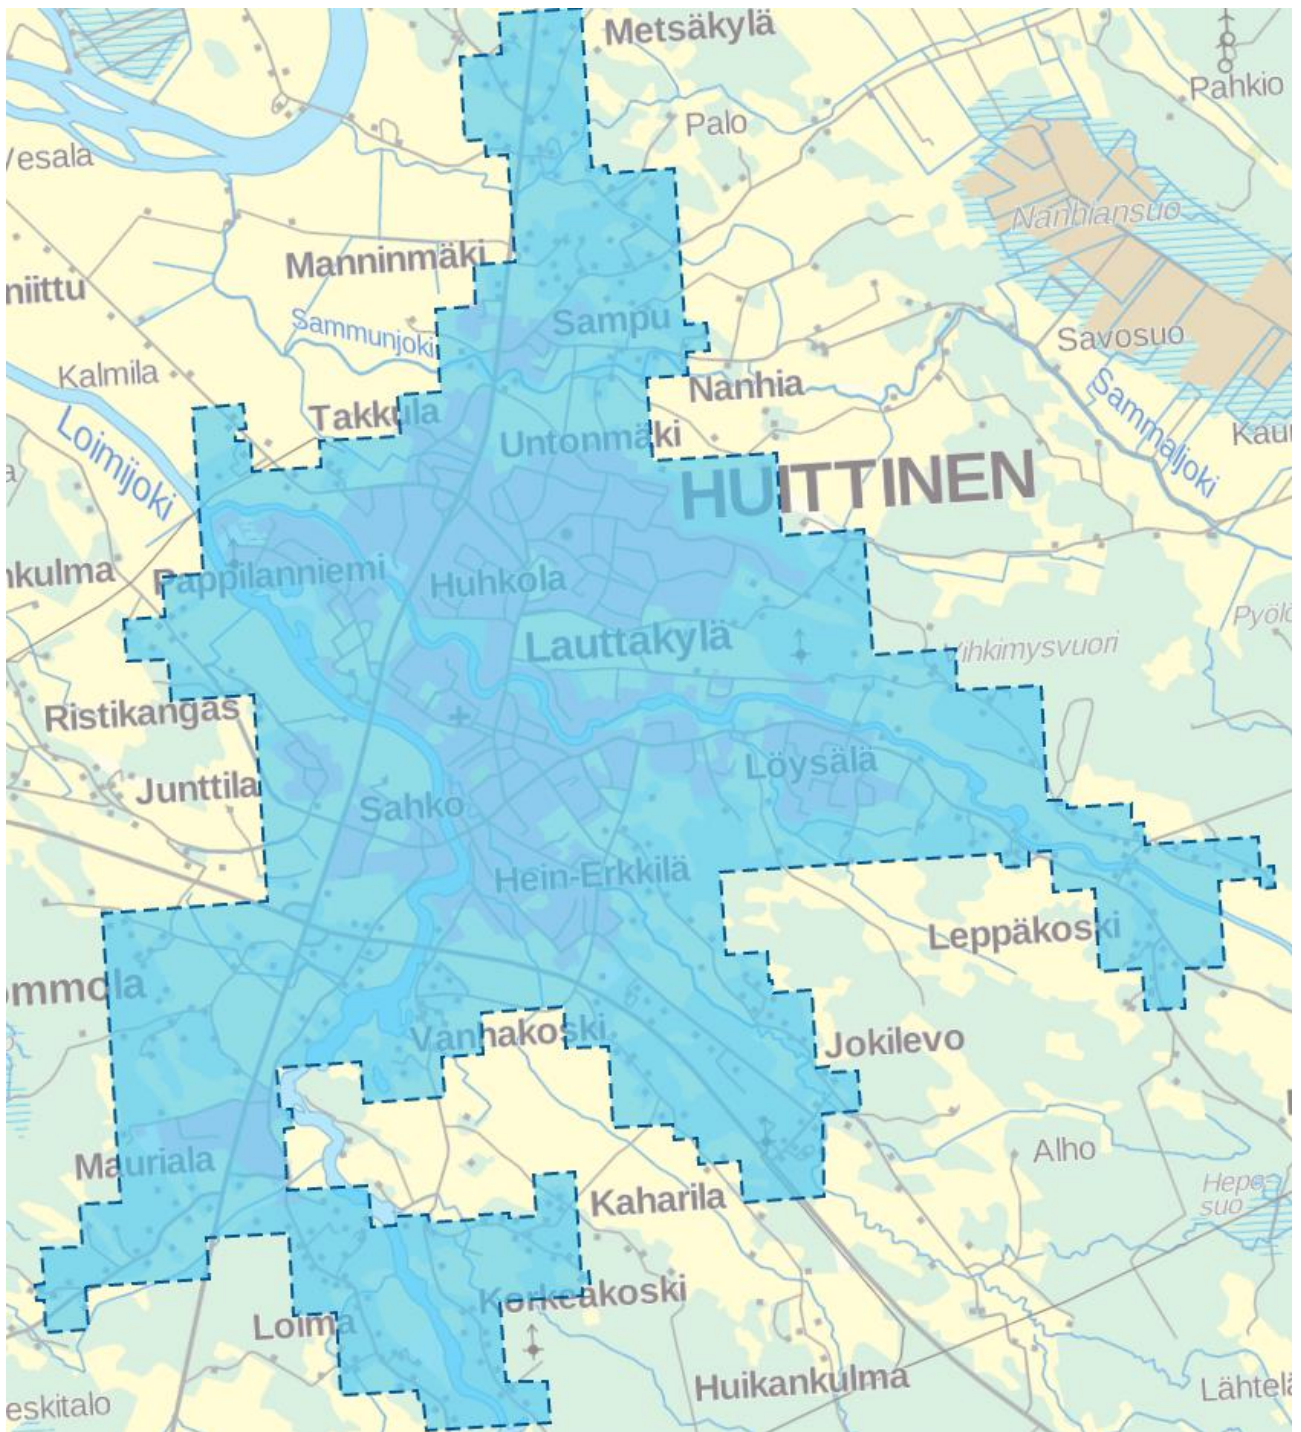 Metsäkylä
Pahkio
Palo
Vesala
Nanhiansuo
Manninmäki
niittu
Sammunjoki
Sampu
Savosuo
Kalmila
Nanhia
Sammaljoki
Takkula
Loimijoki
Untonmäki
HUITTINEN
nkulma
Pappilanniemi
Huhkola
Lauttakylä
Vihkimysvuori
Ristikangas
Löysälä
Junttila
Sahko
Hein-Erkkilä
Leppäkoski
ommola
Vanhakoski
Jokilevo
Alho
Mauriala
Hepo-
suo
Kaharila
Korkeakoski
Loima
Huikankulma
Lähtelä
eskitalo